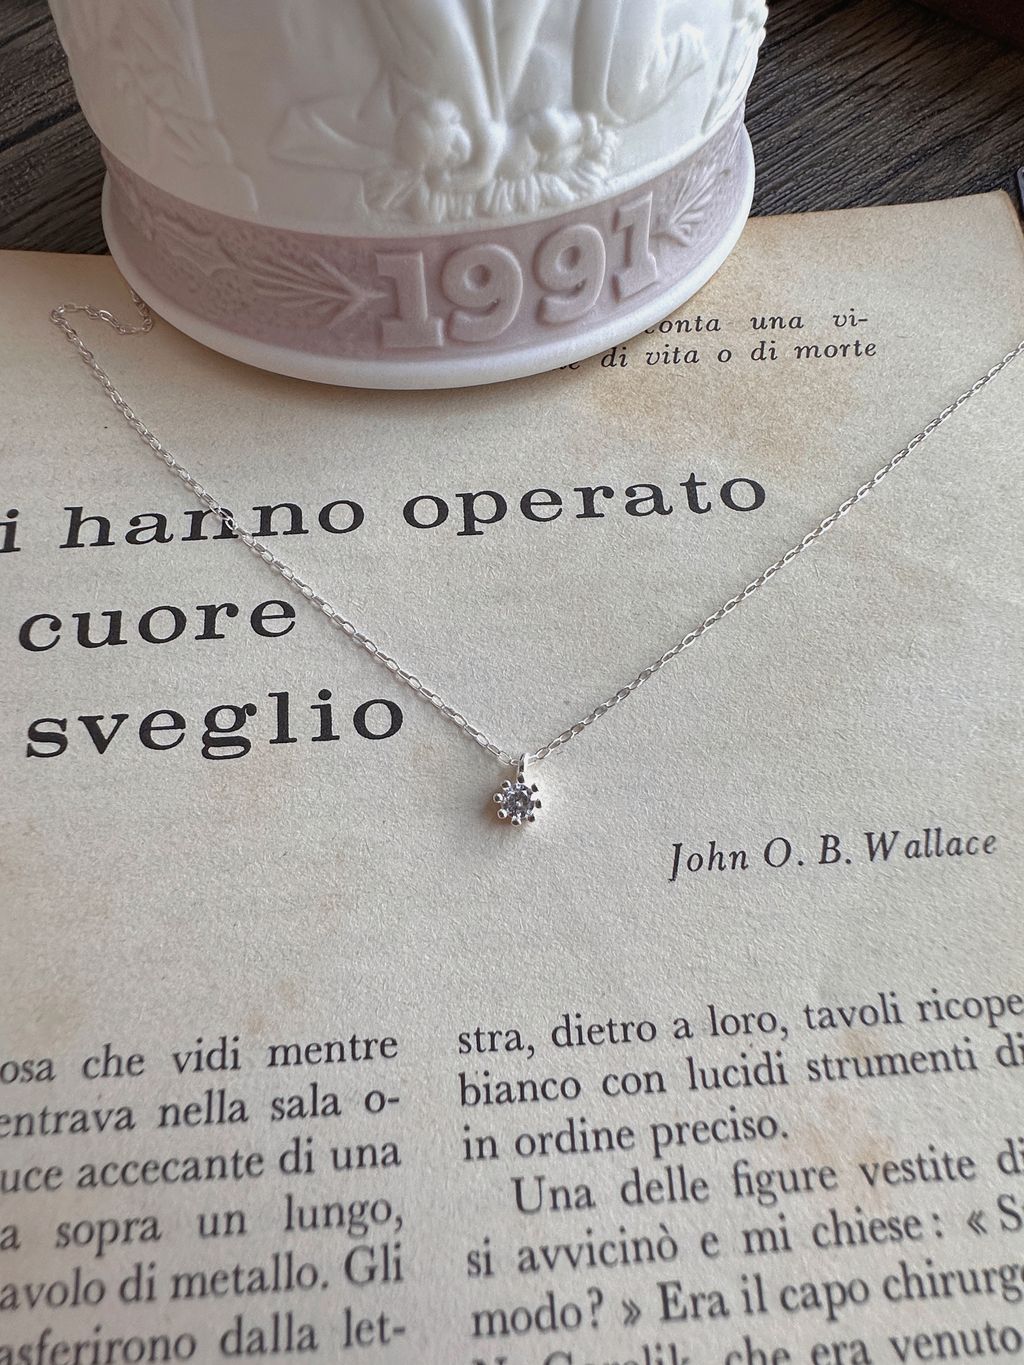 1991
conta una vi-
di vita o di morte
i hanno operato
cuore
sveglio
John O. B. Wallace
osa che vidi mentre
entrava nella sala o-
uce accecante di una
a sopra un lungo,
avolo di metallo. Gli
asferirono dalla let-
stra, dietro a loro, tavoli ricope
bianco con lucidi strumenti di
in ordine preciso.
Una delle figure vestite di
si avvicinò e mi chiese: « S
modo? » Era il capo chirurg
che era venuto